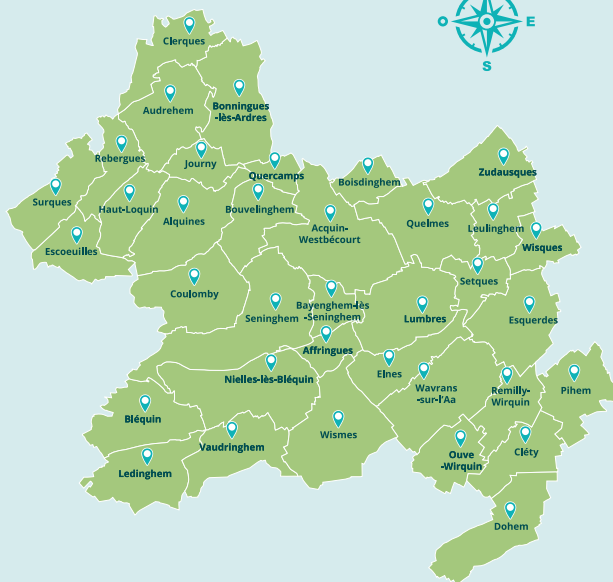 O
E
S
Clerques
Audrehem
Bonningues
-lès-Ardres
Rebergues
Journy
Quercamps
Boisdinghem
Zudausques
Surques
Haut-Loquin
Alquines
Bouvelinghem
Acquin-
Westbécourt
Quelmes
Leulinghem
Wisques
Escoeuilles
Coulomby
Seninghem
Bayenghem-lès
-Seninghem
Setques
Lumbres
Esquerdes
Affringues
Nielles-lès-Bléquin
Elnes
Wavrans
-sur-l'Aa
Remilly-
Wirquin
Pihem
Bléquin
Vaudringhem
Wismes
Ouve
-Wirquin
Cléty
Ledinghem
Dohem